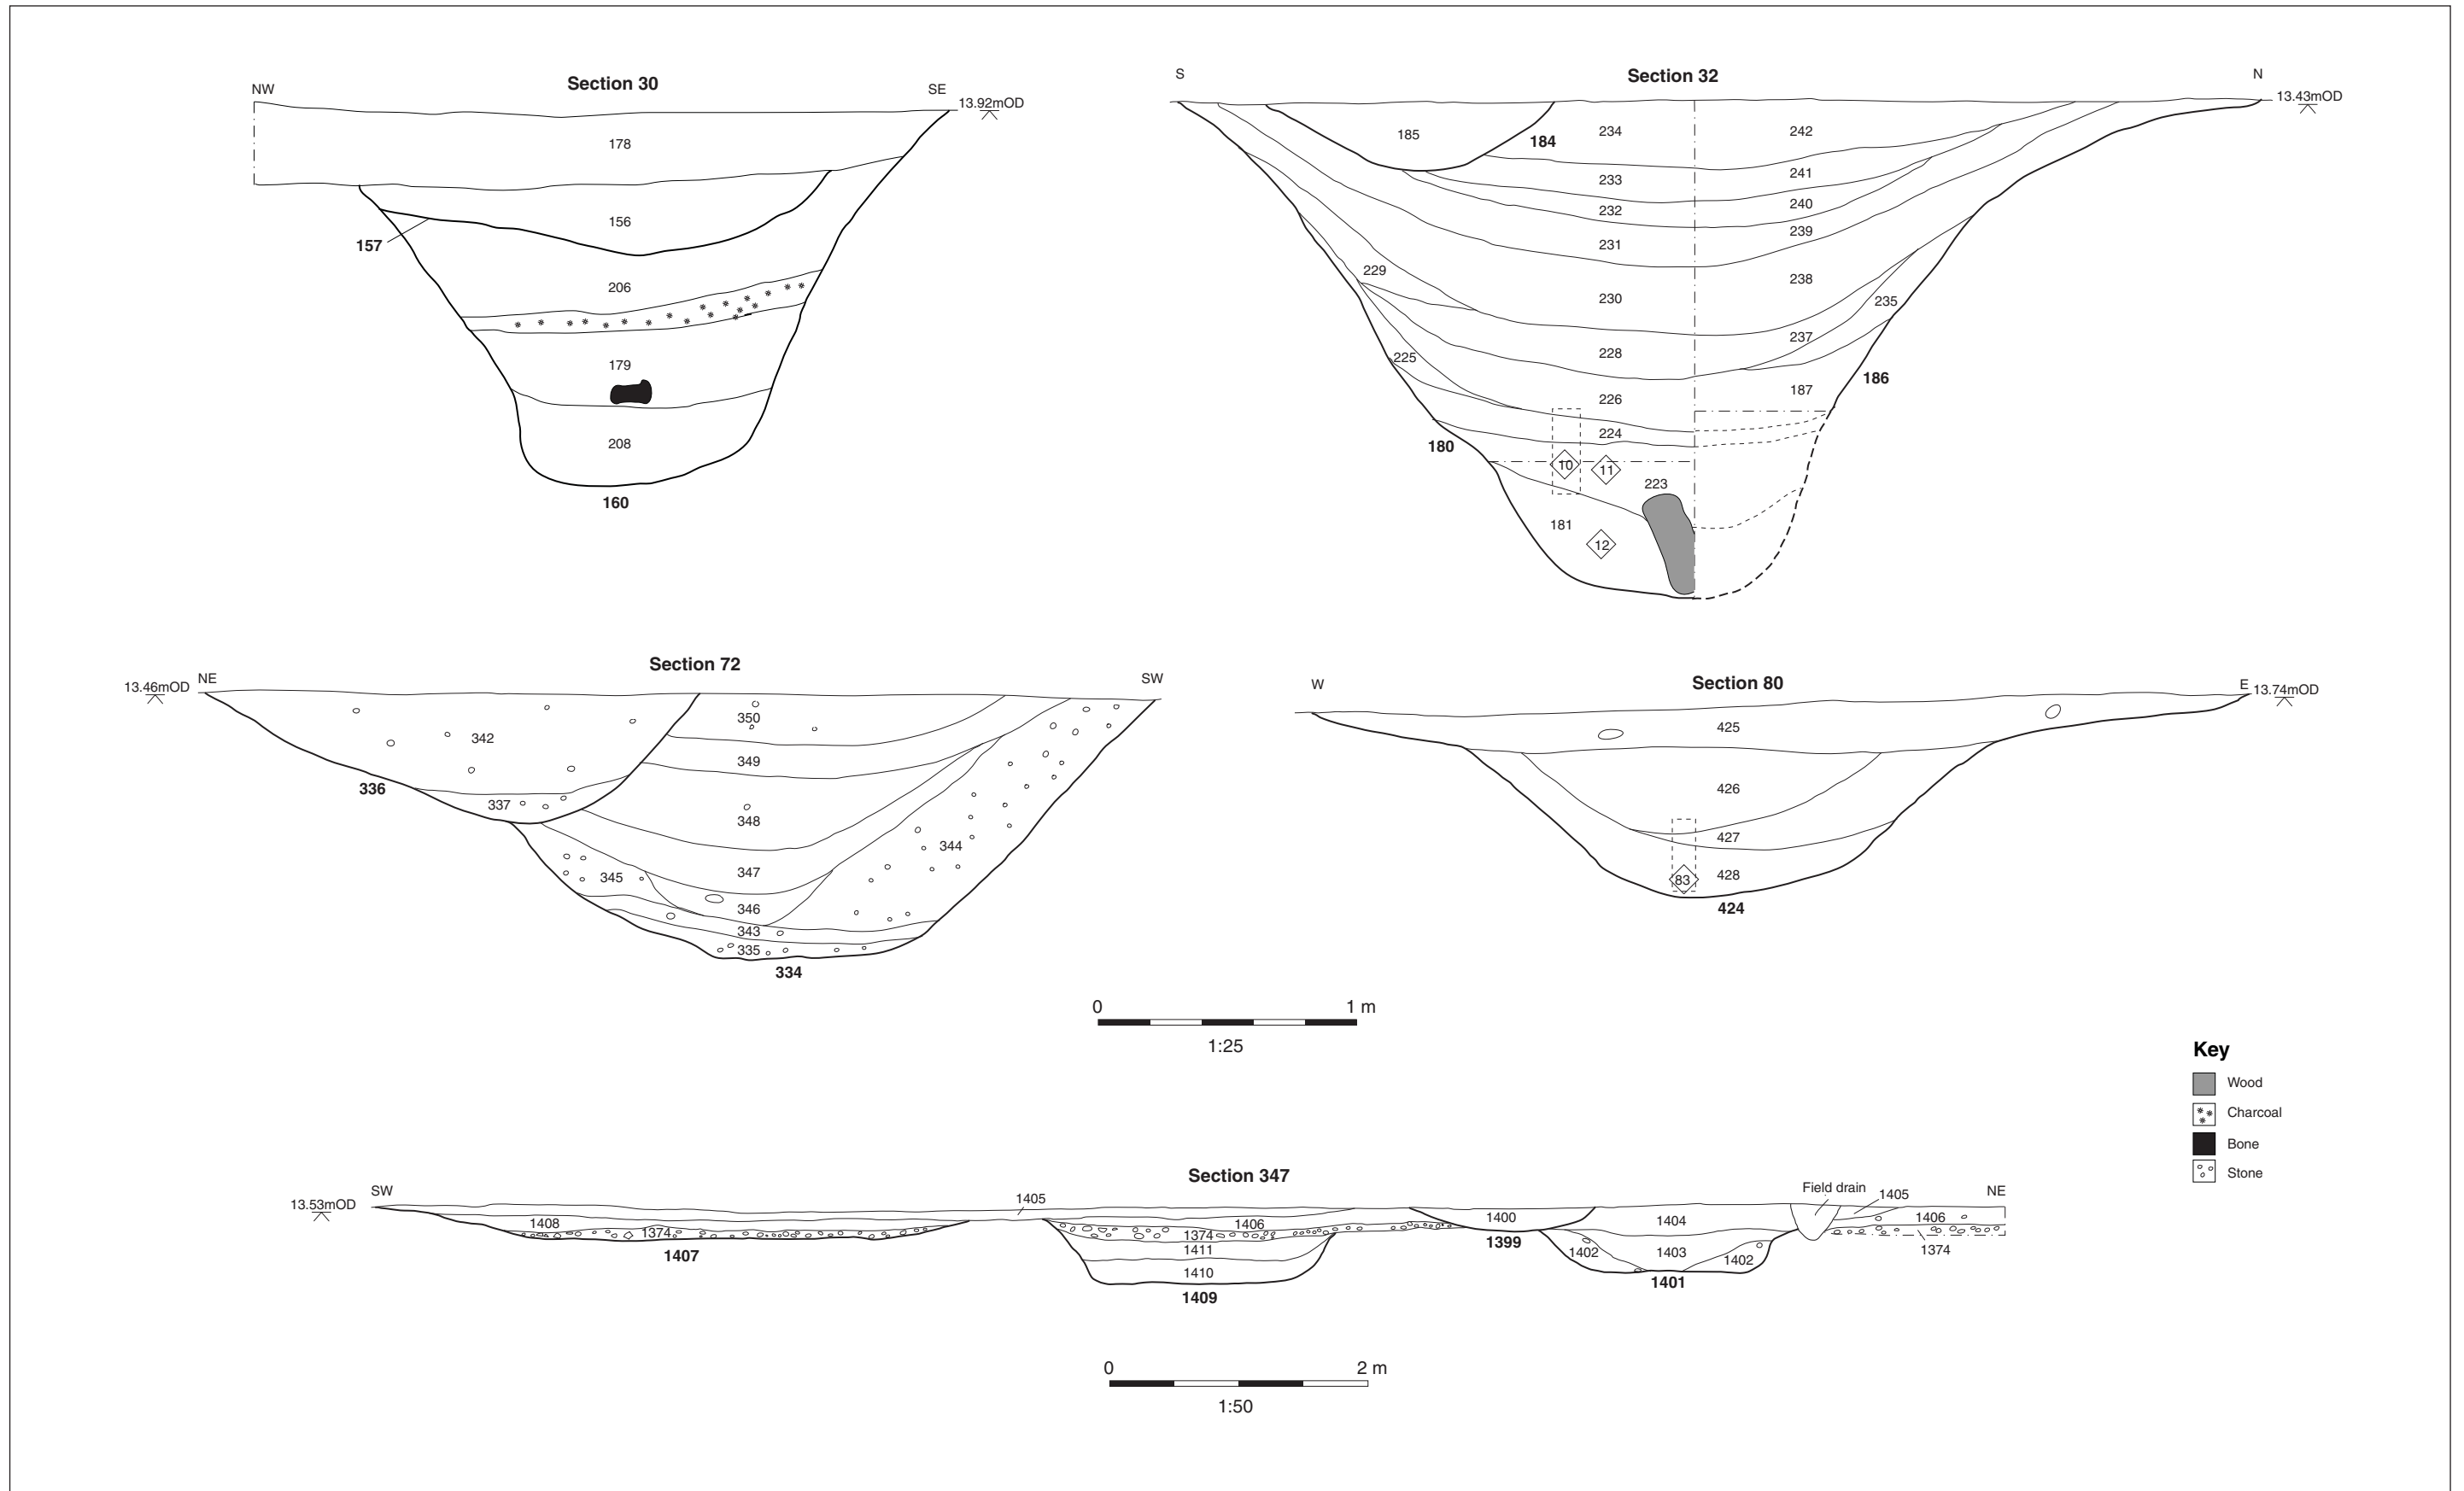 Section 30
NW
SE
13.92mOD
178
156
157
206
179
208
160
Section 32
S
N
13.43mOD
185
184
234
242
233
241
232
240
231
239
229
230
238
235
237
225
228
186
226
187
180
224
10
11
223
181
12
Section 72
13.46mOD
NE
SW
350
342
349
336
337
348
344
347
345
346
343
335
334
Section 80
W
E
13.74mOD
425
426
427
83
428
424
0
1 m
1:25
Key
Wood
Charcoal
Bone
Stone
Section 347
13.53mOD
SW
1405
Field drain
1405
NE
1408
1406
1400
1404
1406
1374
1374
1399
1374
1407
1411
1402
1403
1402
1410
1401
1409
0
2 m
1:50